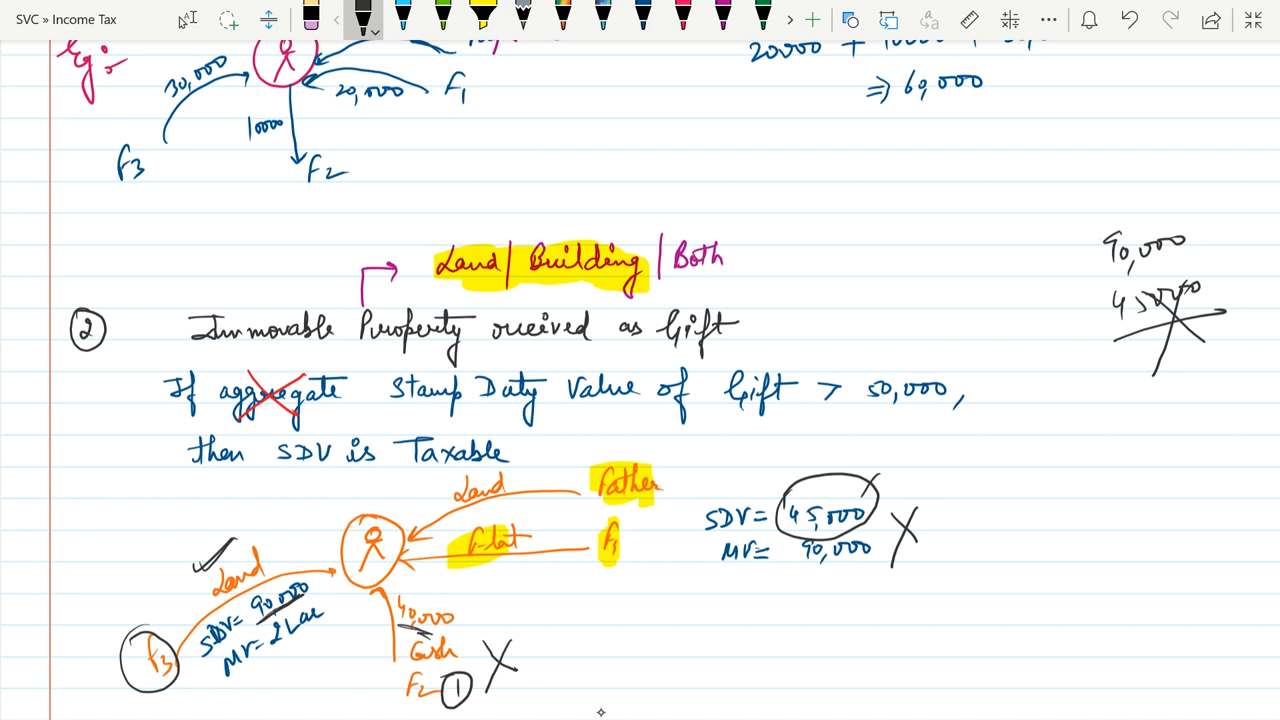 SVC » Income Tax
Eg:-
30,000
20,000 F1
10000
F3
F2
20000 +
⇒ 60,000
90,000
Land | Building | Both
② Immovable Property received as Gift
If aggregate Stamp Duty Value of Gift > 50,000,
then SDV is Taxable
Land Father
Flat F1
SDV = 45,000
MV = 90,000
Land
SDV = 90,000
MV = 2 Lac
F3
40,000
Cash
F2 ①